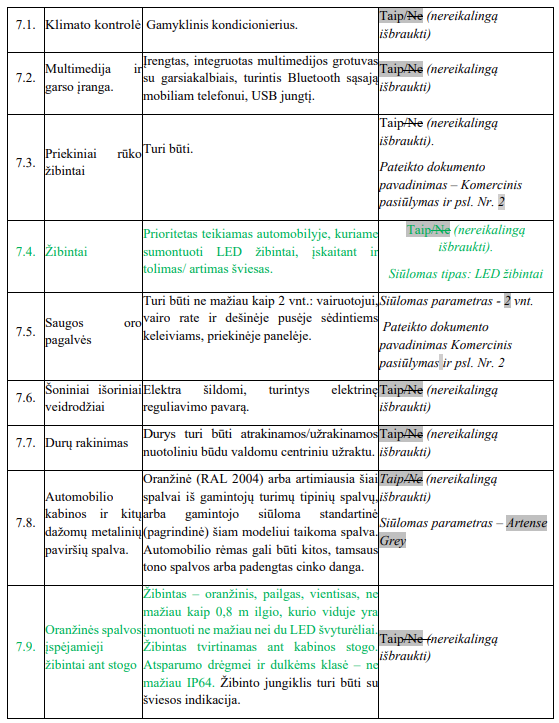 7.1. Klimato kontrolė Gamyklinis kondicionierius. Taip/Ne (nereikalingą
išbraukti)
7.2. Multimedija ir
garso įranga.
Įrengtas, integruotas multimedijos grotuvas
su garsiakalbiais, turintis Bluetooth sąsają
mobiliam telefonui, USB jungtį.
Taip/Ne (nereikalingą
išbraukti)
7.3. Priekiniai rūko
žibintai
Turi būti.
Taip/Ne (nereikalingą
išbraukti).
Pateikto dokumento
pavadinimas – Komercinis
pasiūlymas ir psl. Nr. 2
7.4. Žibintai
Prioritetas teikiamas automobilyje, kuriame
sumontuoti LED žibintai, įskaitant ir
tolimas/ artimas šviesas.
Taip/Ne (nereikalingą
išbraukti).
Siūlomas tipas: LED žibintai
7.5. Saugos oro
pagalvės
Turi būti ne mažiau kaip 2 vnt.: vairuotojui,
vairo rate ir dešinėje pusėje sėdintiems
keleiviams, priekinėje panelėje.
Siūlomas parametras - 2 vnt.
Pateikto dokumento
pavadinimas Komercinis
pasiūlymas ir psl. Nr. 2
7.6. Šoniniai išoriniai
veidrodžiai
Elektra šildomi, turintys elektrinę
reguliavimo pavarą.
Taip/Ne (nereikalingą
išbraukti)
7.7. Durų rakinimas
Durys turi būti atrakinamos/užrakinamos
nuotoliniu būdu valdomu centriniu užraktu.
Taip/Ne (nereikalingą
išbraukti)
7.8. Automobilio
kabinos ir kitų
dažomų metalinių
paviršių spalva.
Oranžinė (RAL 2004) arba artimiausia šiai
spalvai iš gamintojų turimų tipinių spalvų,
arba gamintojo siūloma standartinė
(pagrindinė) šiam modeliui taikoma spalva.
Automobilio rėmas gali būti kitos, tamsaus
tono spalvos arba padengtas cinko danga.
Taip/Ne (nereikalingą
išbraukti)
Siūlomas parametras – Artense
Grey
7.9. Oranžinės spalvos
įspėjamieji
žibintai ant stogo
Žibintas – oranžinis, pailgas, vientisas, ne
mažiau kaip 0,8 m ilgio, kurio viduje yra
įmontuoti ne mažiau nei du LED švyturėliai.
Žibintas tvirtinamas ant kabinos stogo.
Atsparumo drėgmei ir dulkėms klasė – ne
mažiau IP64. Žibinto jungiklis turi būti su
šviesos indikacija.
Taip/Ne (nereikalingą
išbraukti)